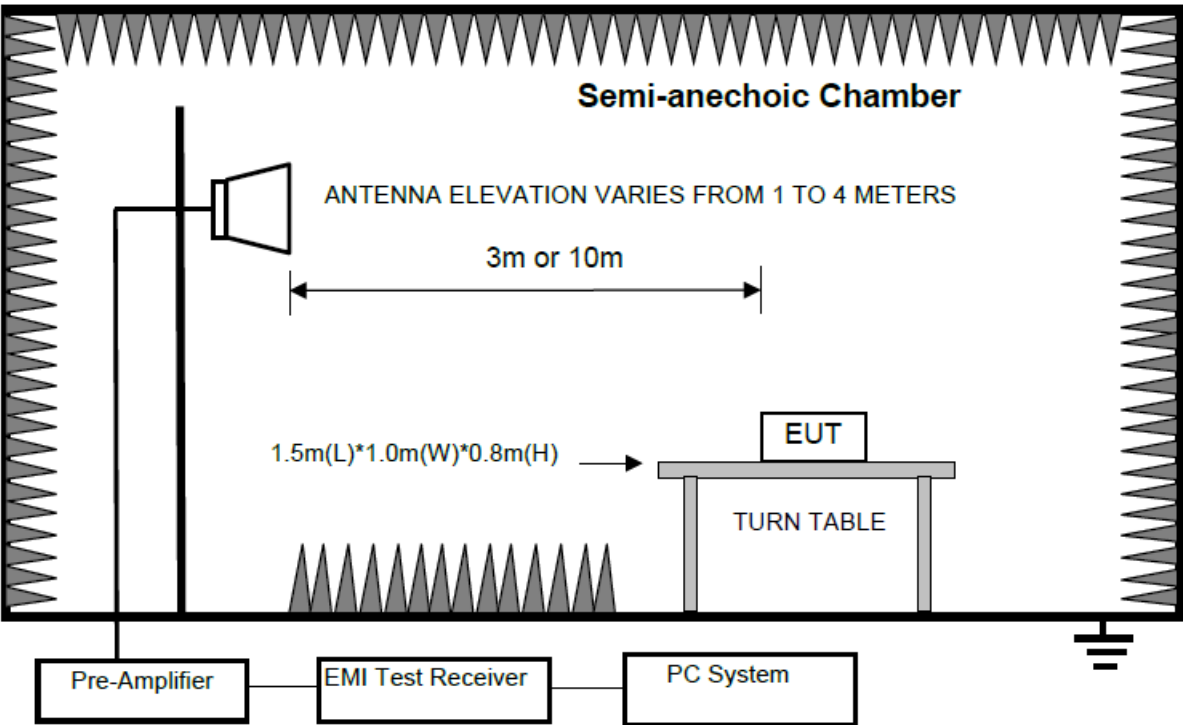 Semi-anechoic Chamber
ANTENNA ELEVATION VARIES FROM 1 TO 4 METERS
3m or 10m
1.5m(L)*1.0m(W)*0.8m(H)
EUT
TURN TABLE
Pre-Amplifier
EMI Test Receiver
PC System